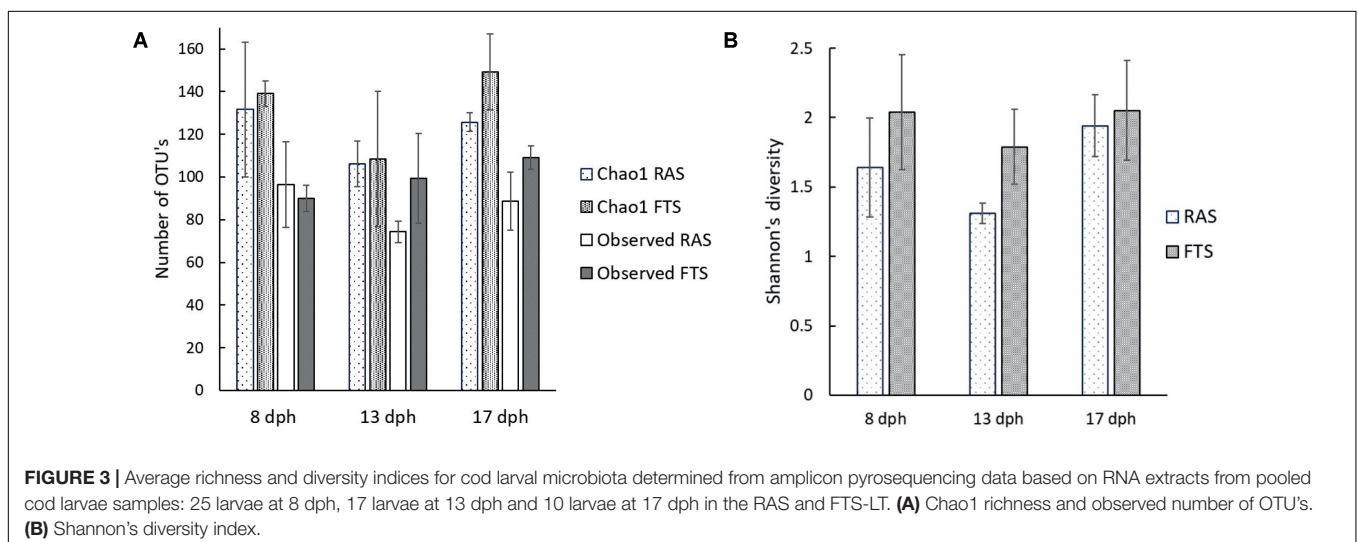 A
160
140
120
100
80
60
40
20
0
Number of OTU's
8 dph
13 dph
17 dph
Chao1 RAS
Chao1 FTS
Observed RAS
Observed FTS
B
2.5
2
1.5
1
0.5
0
Shannon's diversity
8 dph
13 dph
17 dph
RAS
FTS
FIGURE 3 | Average richness and diversity indices for cod larval microbiota determined from amplicon pyrosequencing data based on RNA extracts from pooled
cod larvae samples: 25 larvae at 8 dph, 17 larvae at 13 dph and 10 larvae at 17 dph in the RAS and FTS-LT. (A) Chao1 richness and observed number of OTU's.
(B) Shannon's diversity index.